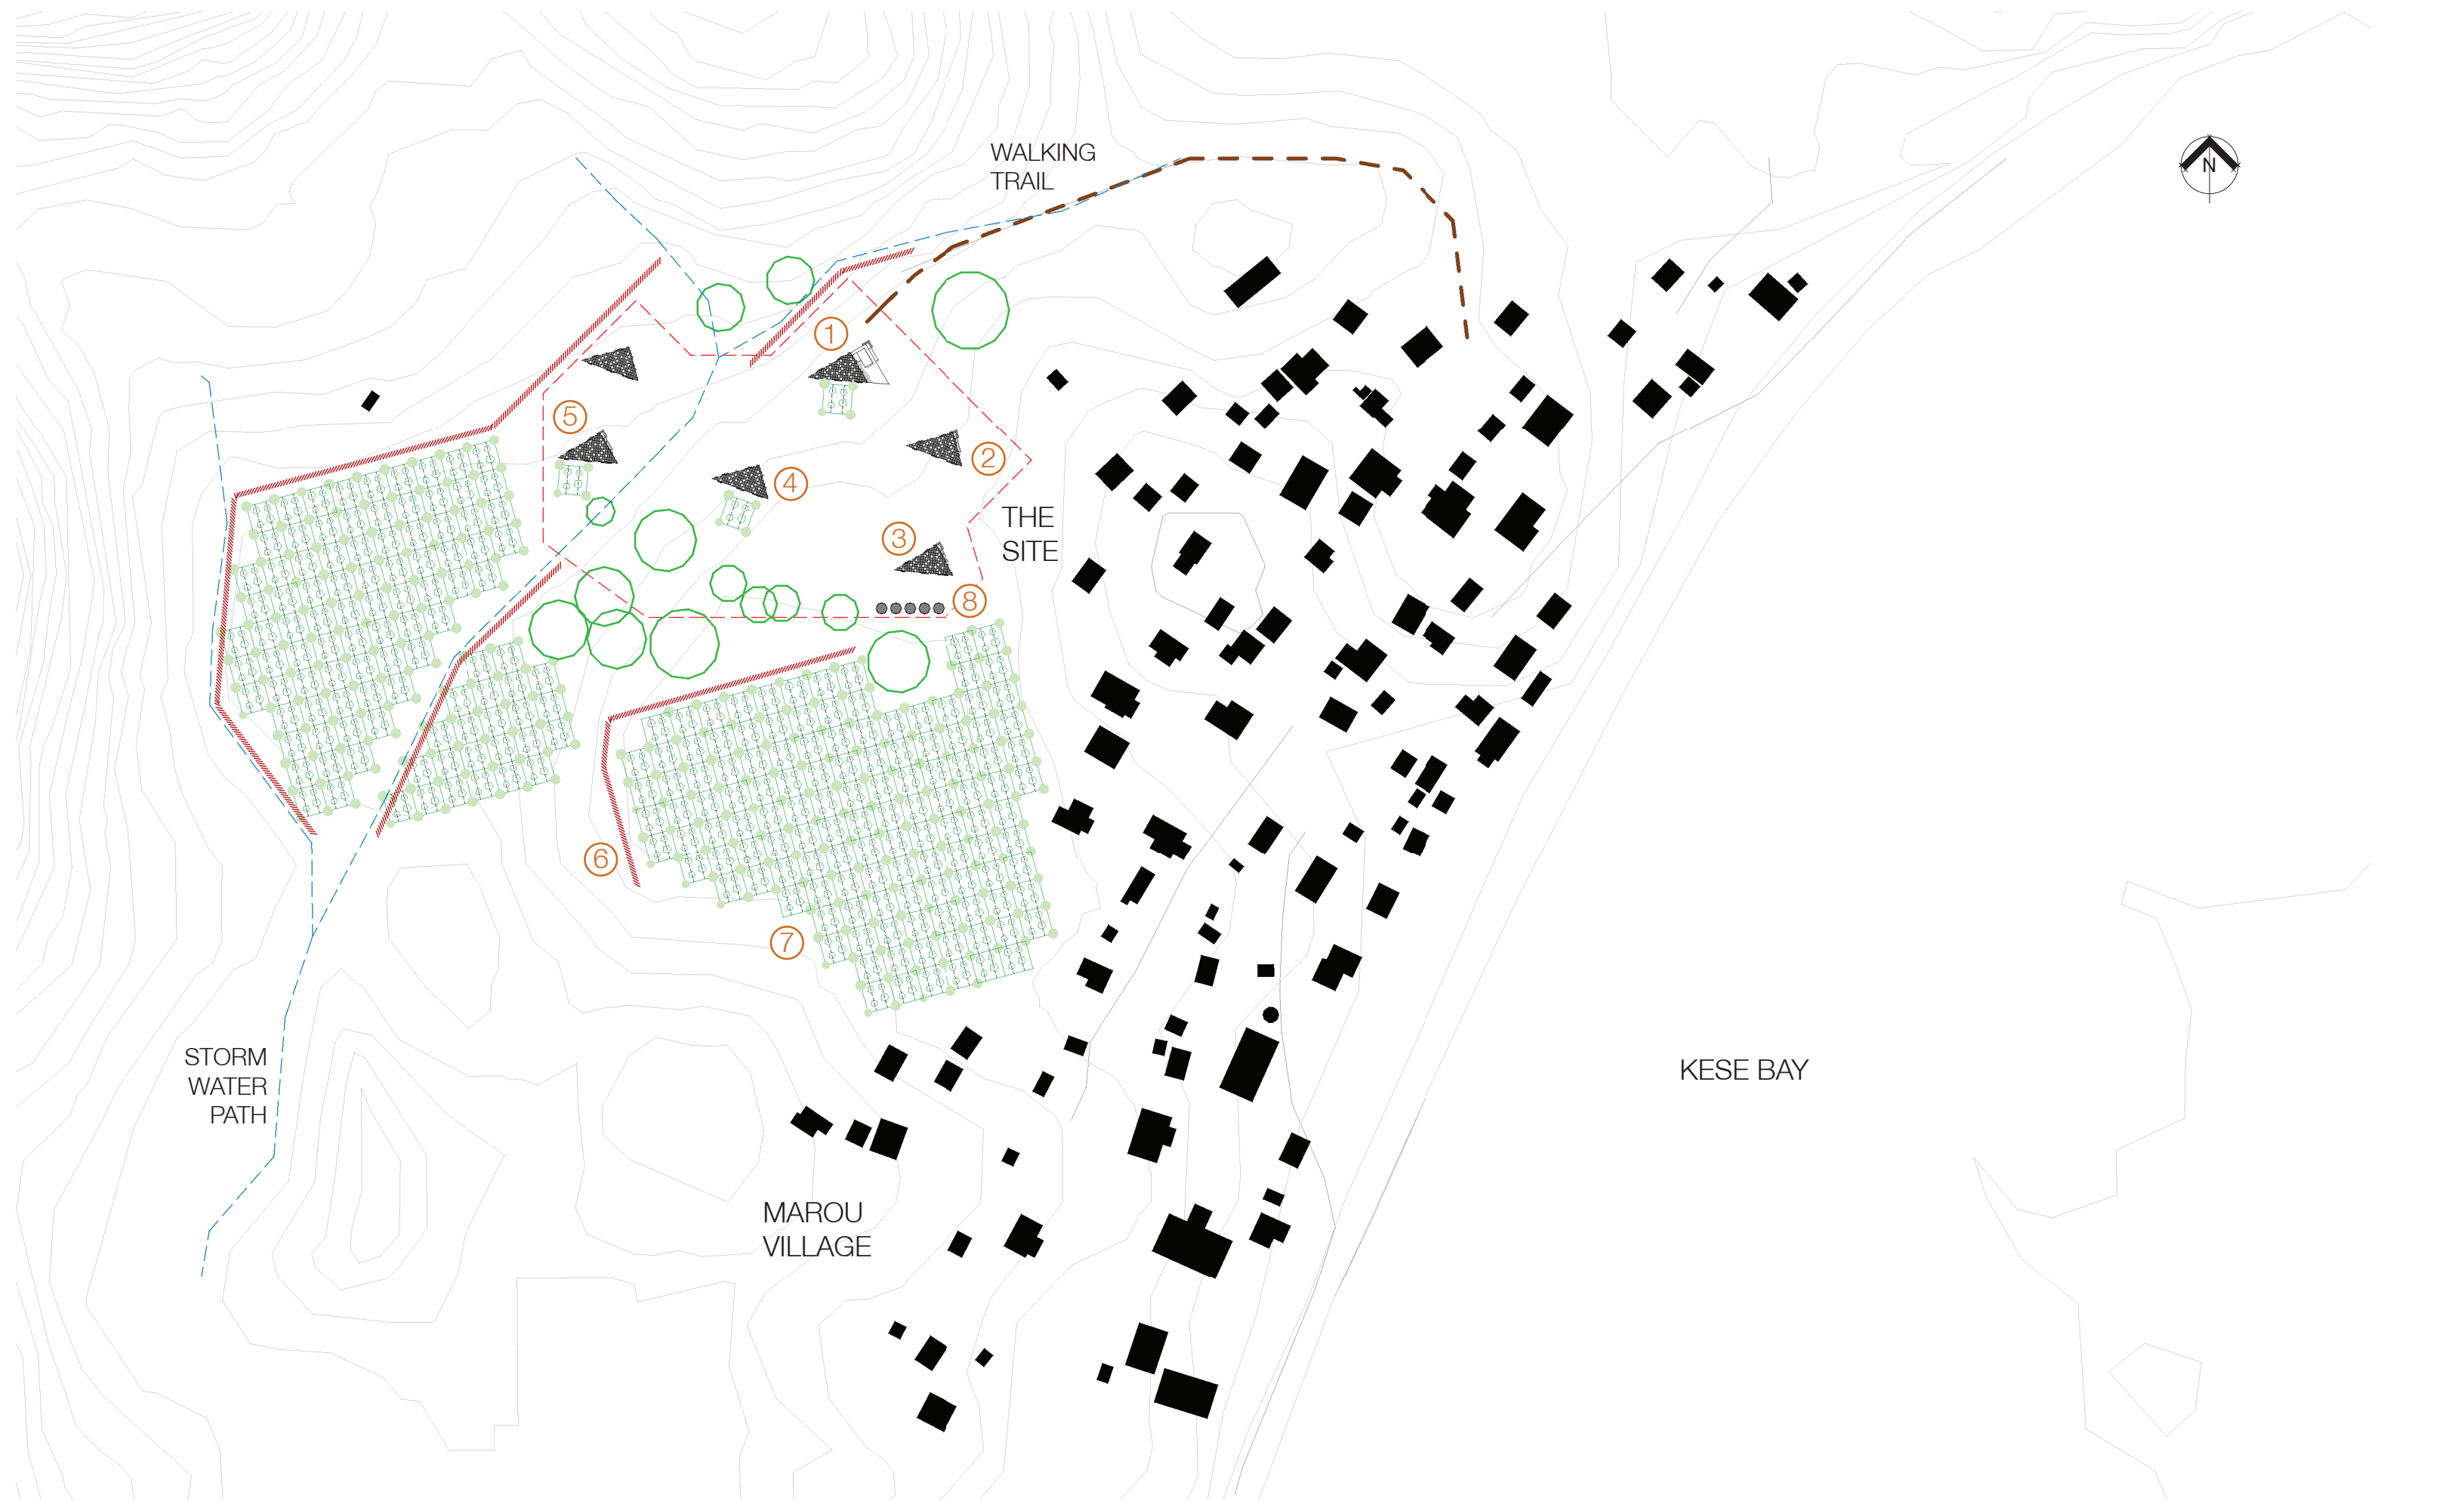 WALKING
TRAIL
N
1
5
2
4
THE
SITE
3
8
6
7
STORM
WATER
PATH
KESE BAY
MAROU
VILLAGE